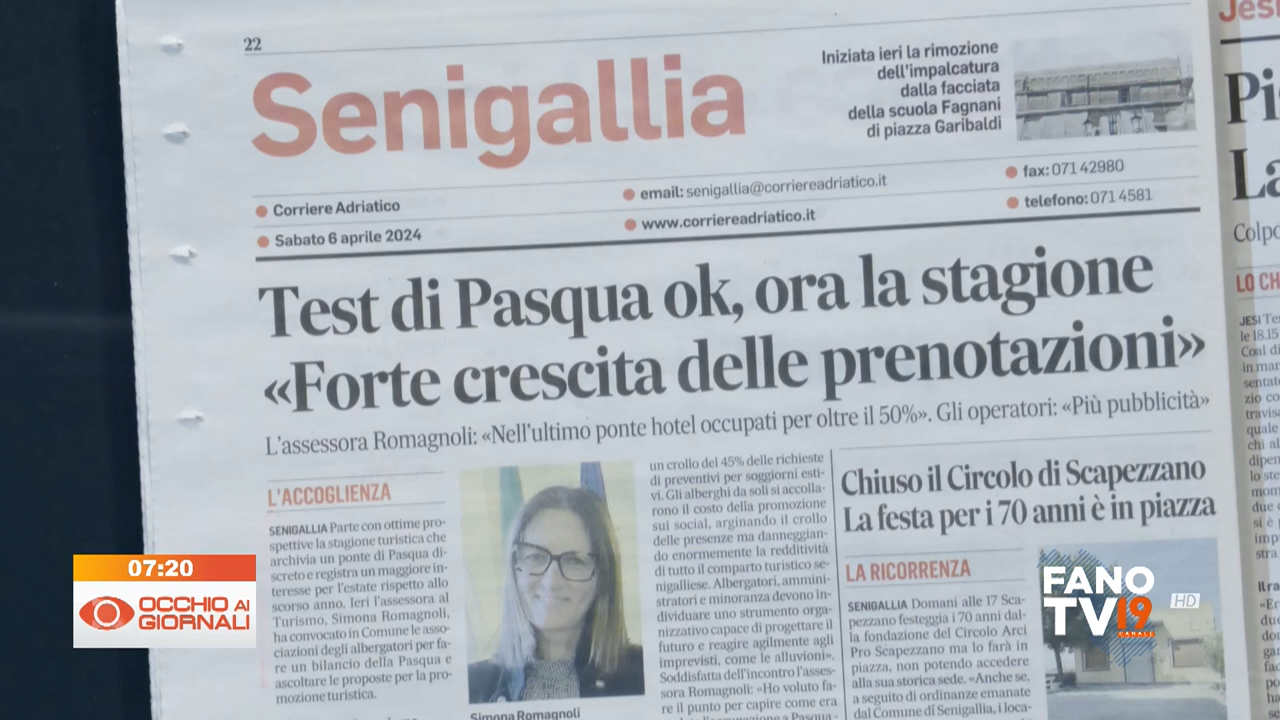 22
Senigallia
Iniziata ieri la rimozione
dell'impalcatura
dalla facciata
della scuola Fagnani
di piazza Garibaldi
Corriere Adriatico
email: senigallia@corriereadriatico.it
fax: 071 42980
Sabato 6 aprile 2024
www.corriereadriatico.it
telefono: 071 4581
Test di Pasqua ok, ora la stagione
«Forte crescita delle prenotazioni»
L'assessora Romagnoli: «Nell'ultimo ponte hotel occupati per oltre il 50%». Gli operatori: «Più pubblicità»
L'ACCOGLIENZA
SENIGALLIA Parte con ottime pro-
spettive la stagione turistica che
archivia un ponte di Pasqua di-
screto e registra un maggiore in-
teresse per l'estate rispetto allo
scorso anno. Ieri l'assessora al
Turismo, Simona Romagnoli,
ha convocato in Comune le asso-
ciazioni degli albergatori per fa-
re un bilancio della Pasqua e
ascoltare le proposte per la pro-
mozione turistica.
Simona Romagnoli
un crollo del 45% delle richieste
di preventivi per soggiorni esti-
vi. Gli alberghi da soli si accolla-
rono il costo della promozione
sui social, arginando il crollo
delle presenze ma danneggian-
do enormemente la redditività
di tutto il comparto turistico se-
nigalliese. Albergatori, ammini-
stratori e minoranza devono in-
dividuare uno strumento orga-
nizzativo capace di progettare il
futuro e reagire agilmente agli
imprevisti, come le alluvioni».
Soddisfatta dell'incontro l'asses-
sora Romagnoli: «Ho voluto fa-
re il punto per capire come era
Chiuso il Circolo di Scapezzano
La festa per i 70 anni è in piazza
LA RICORRENZA
SENIGALLIA Domani alle 17 Sca-
pezzano festeggia i 70 anni dal-
la fondazione del Circolo Arci
Pro Scapezzano ma lo farà in
piazza, non potendo accedere
alla sua storica sede. «Anche se,
a seguito di ordinanze emanate
dal Comune di Senigallia, i loca-
Jesi
Colpo
LO CH
07:20
OCCHIO AI
GIORNALI
FANO
TV19
CANALE
HD